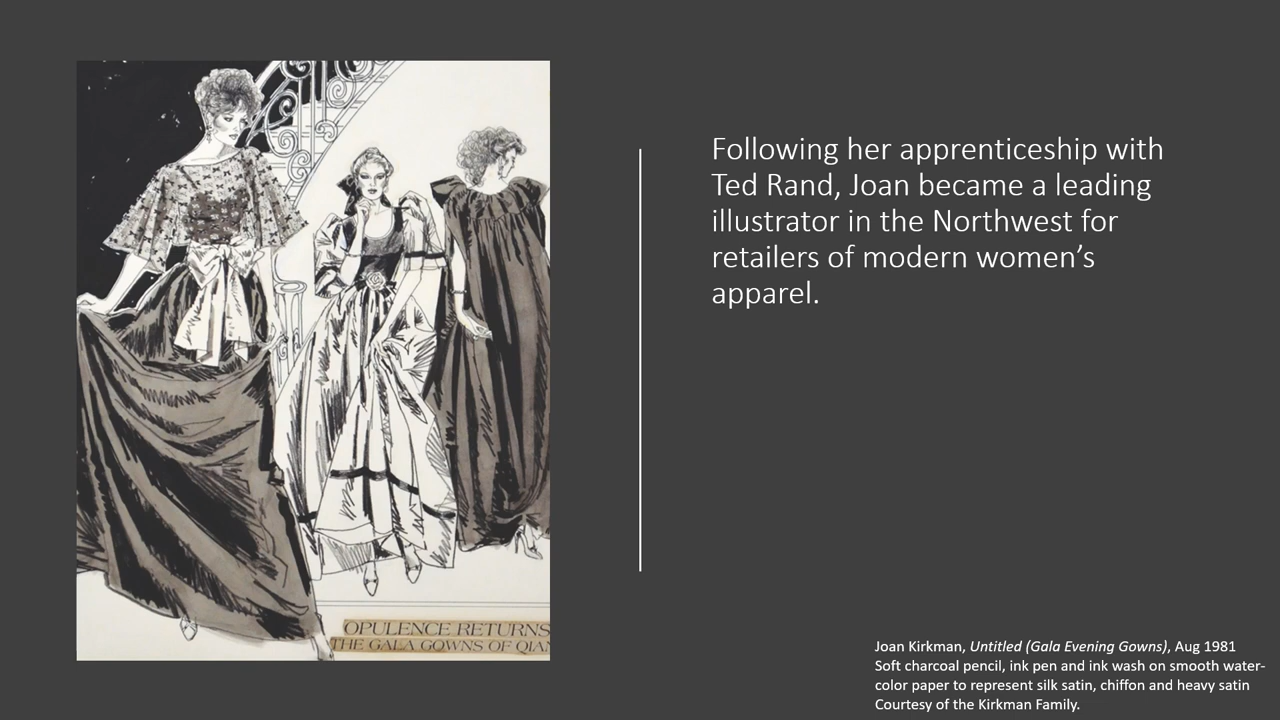 Following her apprenticeship with
Ted Rand, Joan became a leading
illustrator in the Northwest for
retailers of modern women’s
apparel.
OPULENCE RETURNS
THE GALA GOWNS OF QIAN
Joan Kirkman, Untitled (Gala Evening Gowns), Aug 1981
Soft charcoal pencil, ink pen and ink wash on smooth water-
color paper to represent silk satin, chiffon and heavy satin
Courtesy of the Kirkman Family.